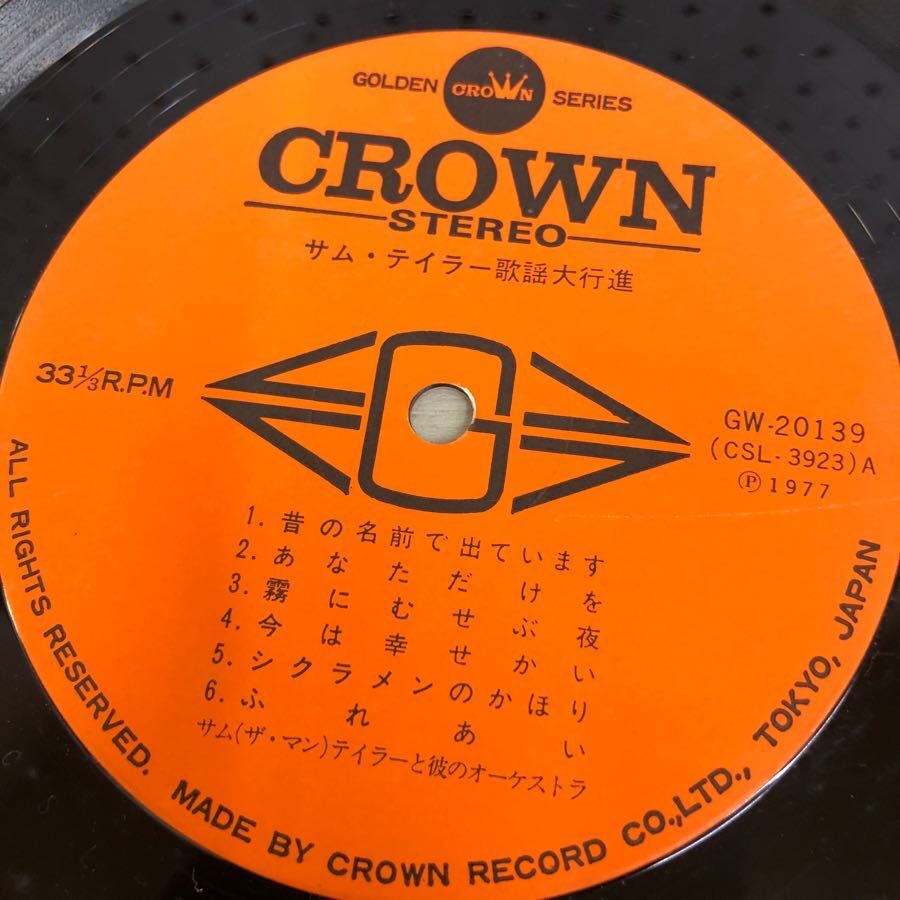 GOLDEN CROWN SERIES
CROWN
STEREO
サム・テイラー歌謡大行進
33⅓R.P.M
G
GW-20139
(CSL-3923)A
Ⓟ1977
1. 昔の名前で出ています
2. あなただけを
3. 霧にむせぶ夜
4. 今は幸せかい
5. シクラメンのかほり
6. ふれあい
サム(ザ・マン)テイラーと彼のオーケストラ
ALL RIGHTS RESERVED. MADE BY CROWN RECORD CO.,LTD., TOKYO, JAPAN